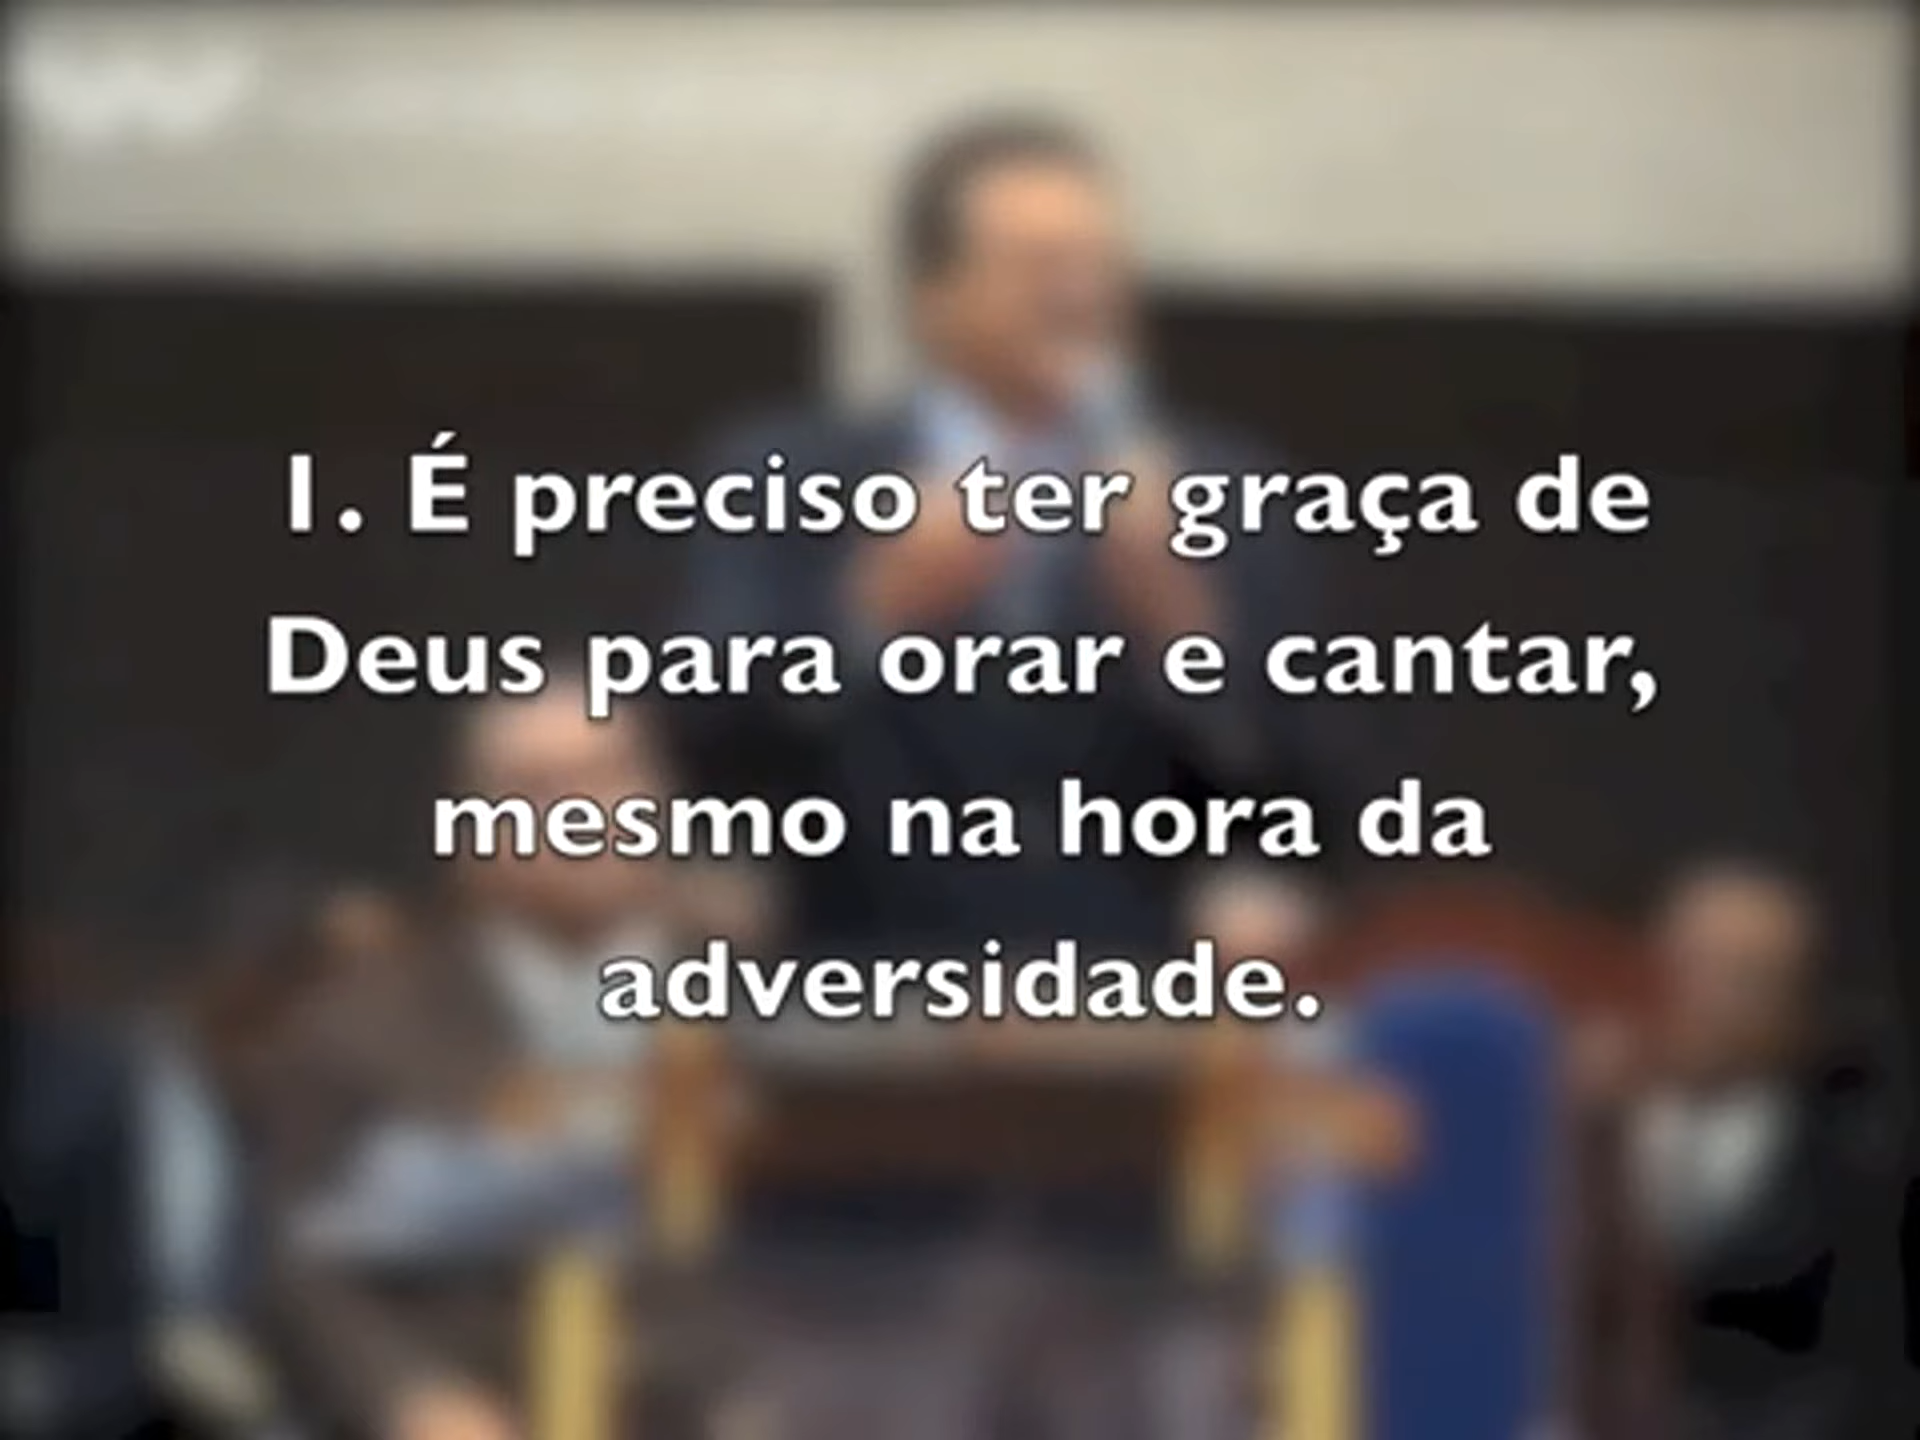 1. É preciso ter graça de
Deus para orar e cantar,
mesmo na hora da
adversidade.